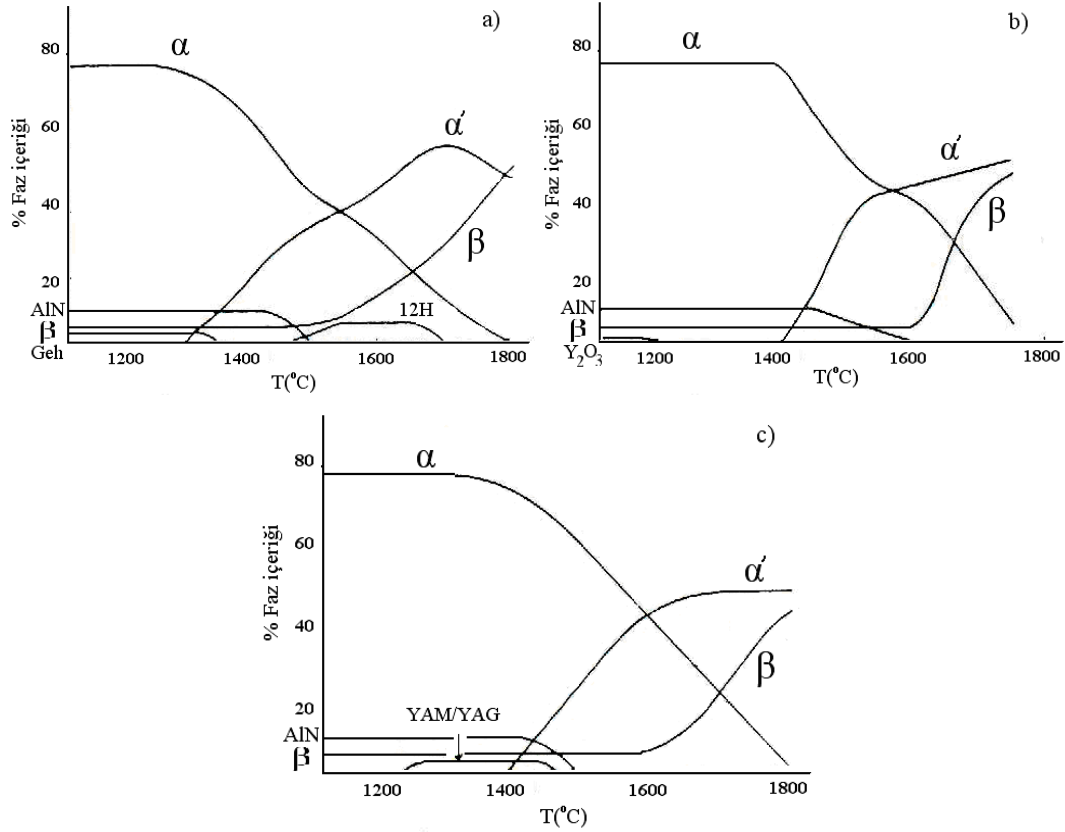 a)
80
α
60
α′
% Faz içeriği
40
β
20
12H
AlN
β
Geh
1200 1400 1600 1800
T(°C)
b)
80
α
60
α′
% Faz içeriği
40
β
20
AlN
β
Y₂O₃
1200 1400 1600 1800
T(°C)
c)
80
α
60
α′
% Faz içeriği
40
β
20
YAM/YAG
AlN
β
1200 1400 1600 1800
T(°C)